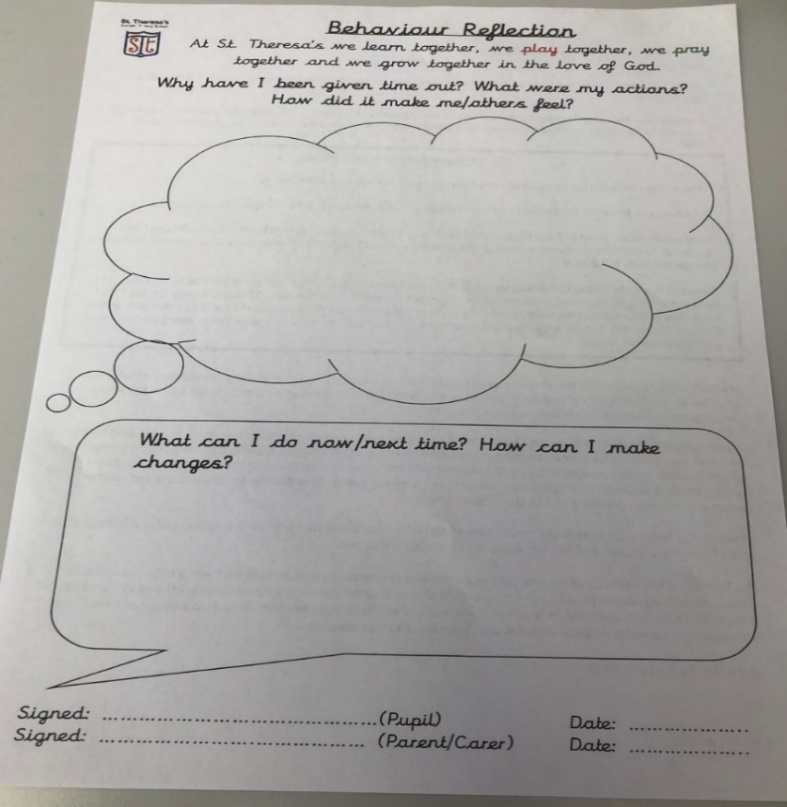 St. Theresa's
STC
Behaviour Reflection
At St. Theresa's we learn together, we play together, we pray
together and we grow together in the love of God.
Why have I been given time out? What were my actions?
How did it make me/others feel?
What can I do now/next time? How can I make
changes?
Signed: ............................................(Pupil) Date: ....................
Signed: ........................................... (Parent/Carer) Date: ....................